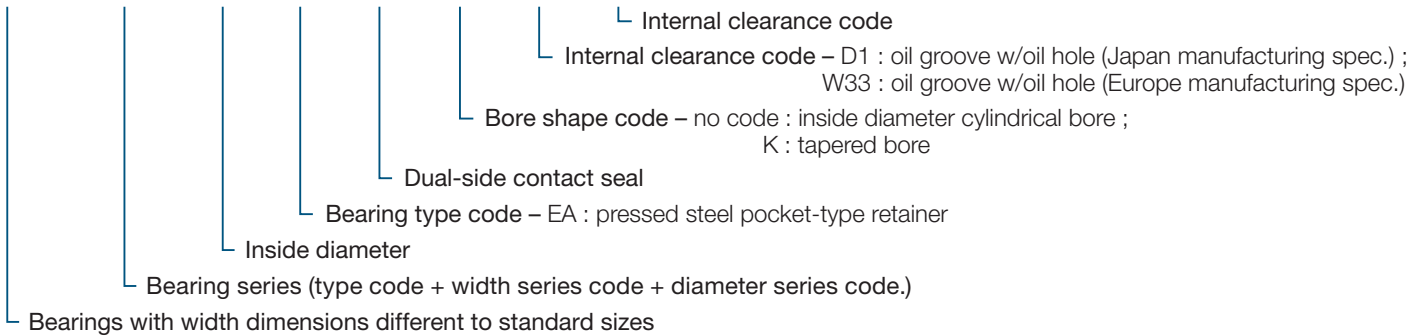 Internal clearance code
Internal clearance code – D1 : oil groove w/oil hole (Japan manufacturing spec.) ;
W33 : oil groove w/oil hole (Europe manufacturing spec.)
Bore shape code – no code : inside diameter cylindrical bore ;
K : tapered bore
Dual-side contact seal
Bearing type code – EA : pressed steel pocket-type retainer
Inside diameter
Bearing series (type code + width series code + diameter series code.)
Bearings with width dimensions different to standard sizes